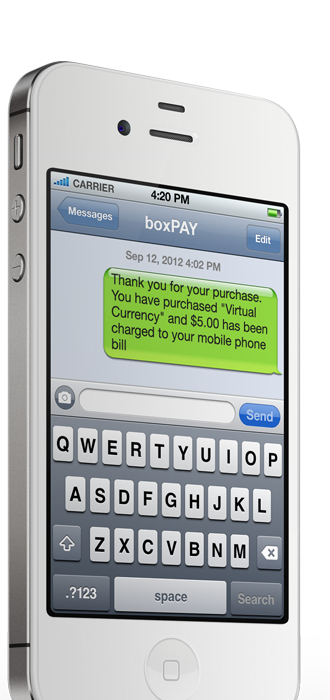 CARRIER 4:20 PM
Messages boxPAY Edit
Sep 12, 2012 4:02 PM
Thank you for your purchase.
You have purchased "Virtual
Currency" and $5.00 has been
charged to your mobile phone
bill
Send
Q W E R T Y U I O P
A S D F G H J K L
Z X C V B N M
.?123 space Search